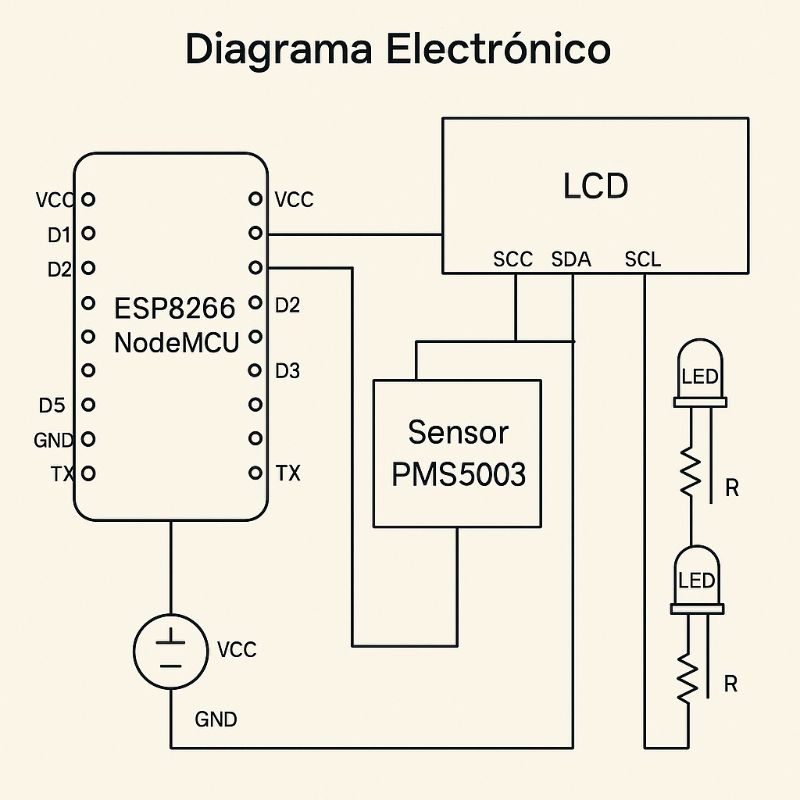 Diagrama Electrónico
LCD
SCC SDA SCL
VCC
D1
D2
D5
GND
TX
ESP8266
NodeMCU
VCC
D2
D3
TX
Sensor
PMS5003
LED
R
LED
R
VCC
GND